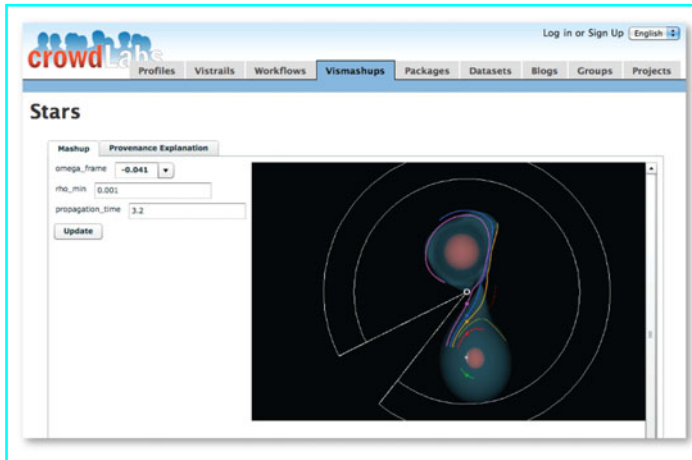 Log in or Sign Up English
crowdLabs
Profiles Vistrails Workflows Vismashups Packages Datasets Blogs Groups Projects
Stars
Mashup Provenance Explanation
omega_frame -0.041
rho_min 0.001
propagation_time 3.2
Update